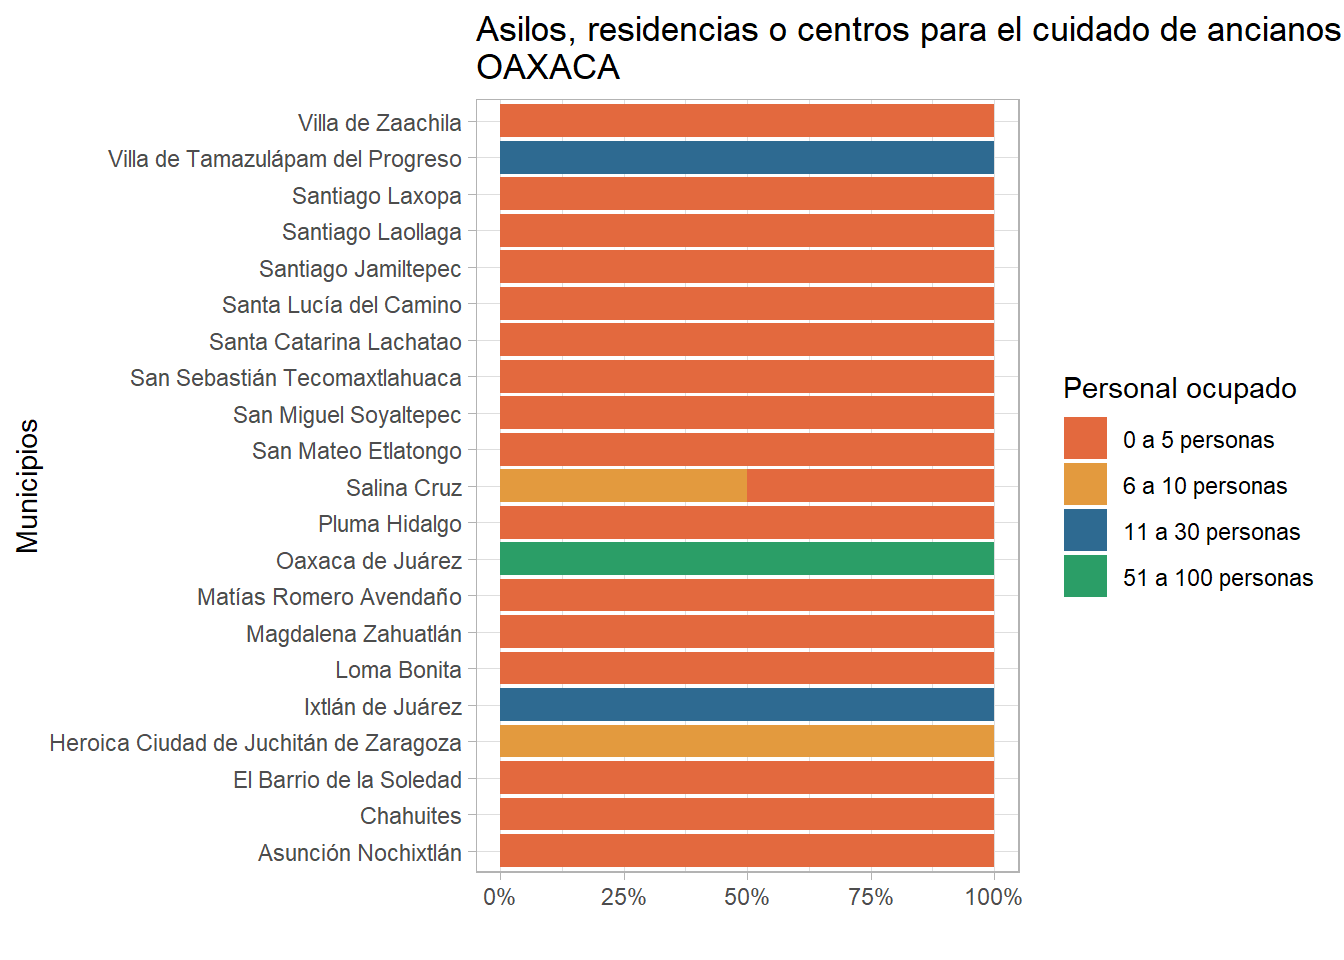 Asilos, residencias o centros para el cuidado de ancianos
OAXACA
Municipios
Villa de Zaachila
Villa de Tamazulápam del Progreso
Santiago Laxopa
Santiago Laollaga
Santiago Jamiltepec
Santa Lucía del Camino
Santa Catarina Lachatao
San Sebastián Tecomaxtlahuaca
San Miguel Soyaltepec
San Mateo Etlatongo
Salina Cruz
Pluma Hidalgo
Oaxaca de Juárez
Matías Romero Avendaño
Magdalena Zahuatlán
Loma Bonita
Ixtlán de Juárez
Heroica Ciudad de Juchitán de Zaragoza
El Barrio de la Soledad
Chahuites
Asunción Nochixtlán
0% 25% 50% 75% 100%
Personal ocupado
0 a 5 personas
6 a 10 personas
11 a 30 personas
51 a 100 personas